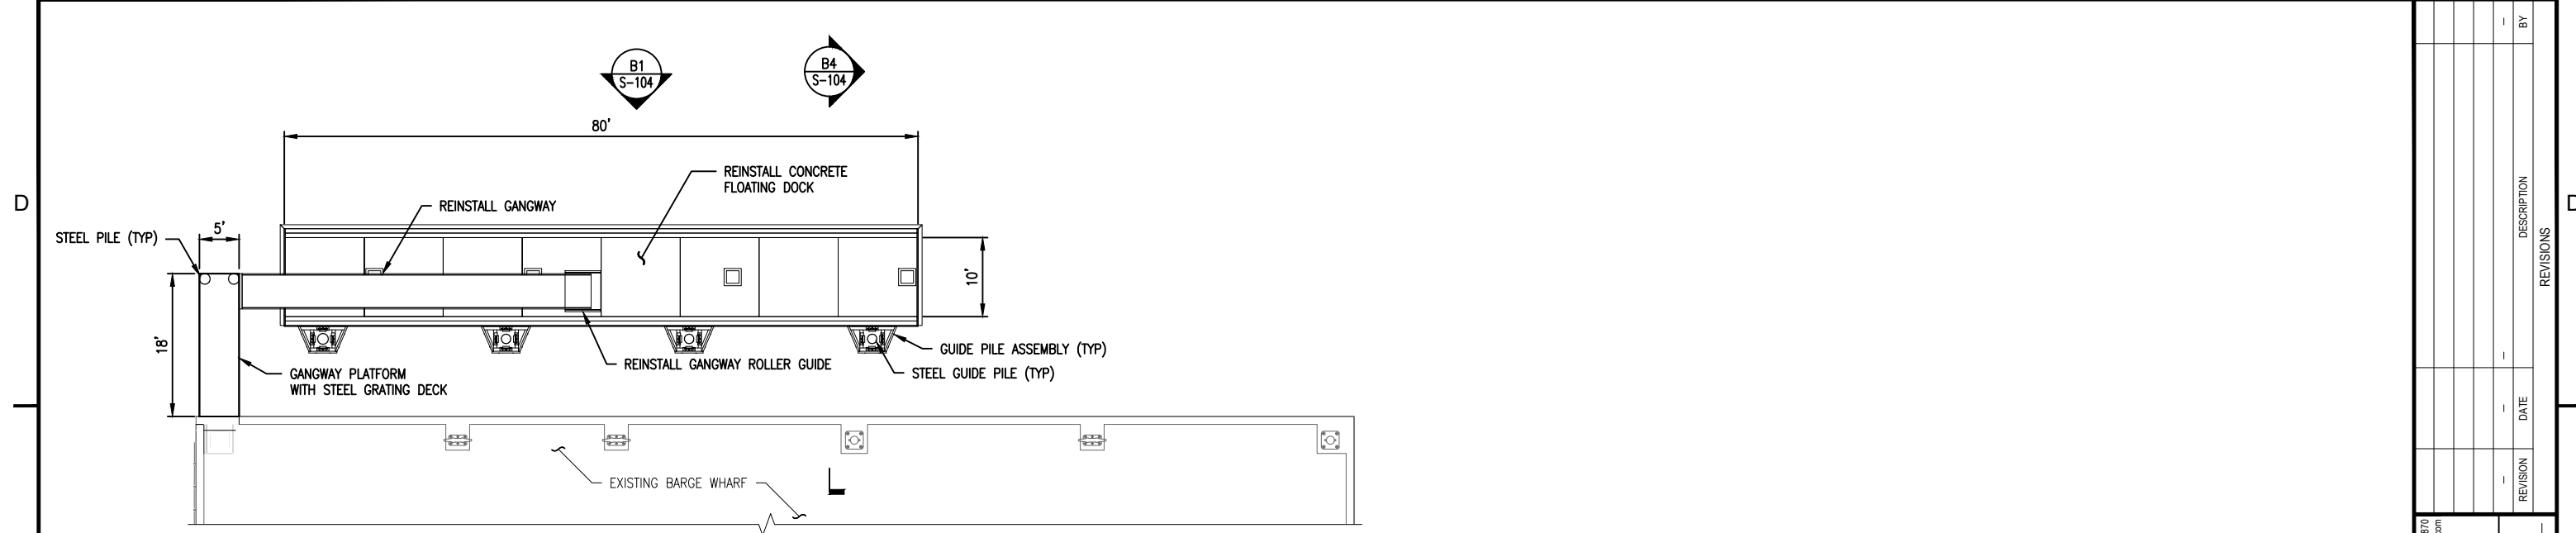 B1
S-104
B4
S-104
80'
REINSTALL CONCRETE
FLOATING DOCK
REINSTALL GANGWAY
D
D
5'
STEEL PILE (TYP)
10'
18'
GUIDE PILE ASSEMBLY (TYP)
REINSTALL GANGWAY ROLLER GUIDE
STEEL GUIDE PILE (TYP)
GANGWAY PLATFORM
WITH STEEL GRATING DECK
EXISTING BARGE WHARF
BY
DESCRIPTION
DATE
REVISION
REVISIONS